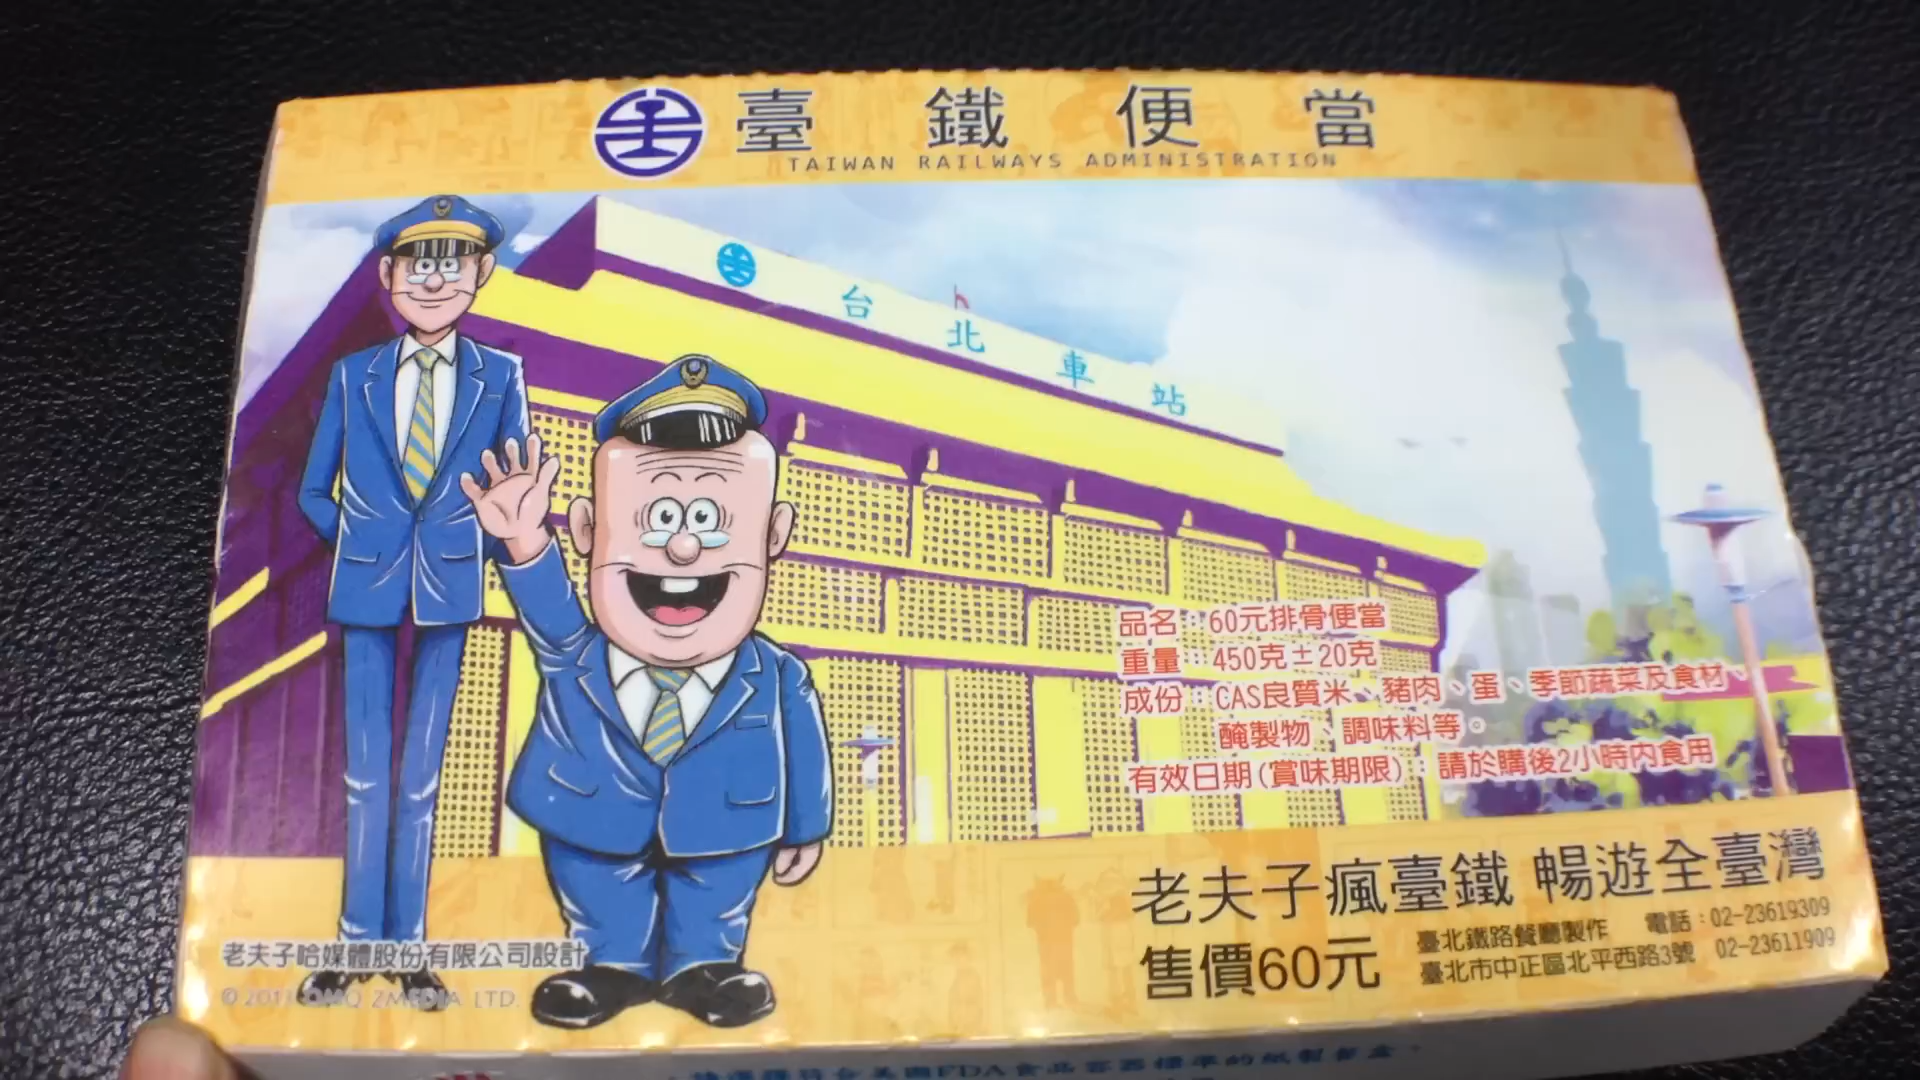 臺鐵便當
TAIWAN RAILWAYS ADMINISTRATION
台北車站
品名：60元排骨便當
重量：450克±20克
成份：CAS良質米、豬肉、蛋、季節蔬菜及食材、
醃製物、調味料等。
有效日期(賞味期限)：請於購後2小時內食用
老夫子瘋臺鐵 暢遊全臺灣
售價60元
臺北鐵路餐廳製作 電話：02-23619309
臺北市中正區北平西路3號 02-23611909
老夫子哈媒體股份有限公司設計
© 2011 OMQ ZMEDIA LTD.